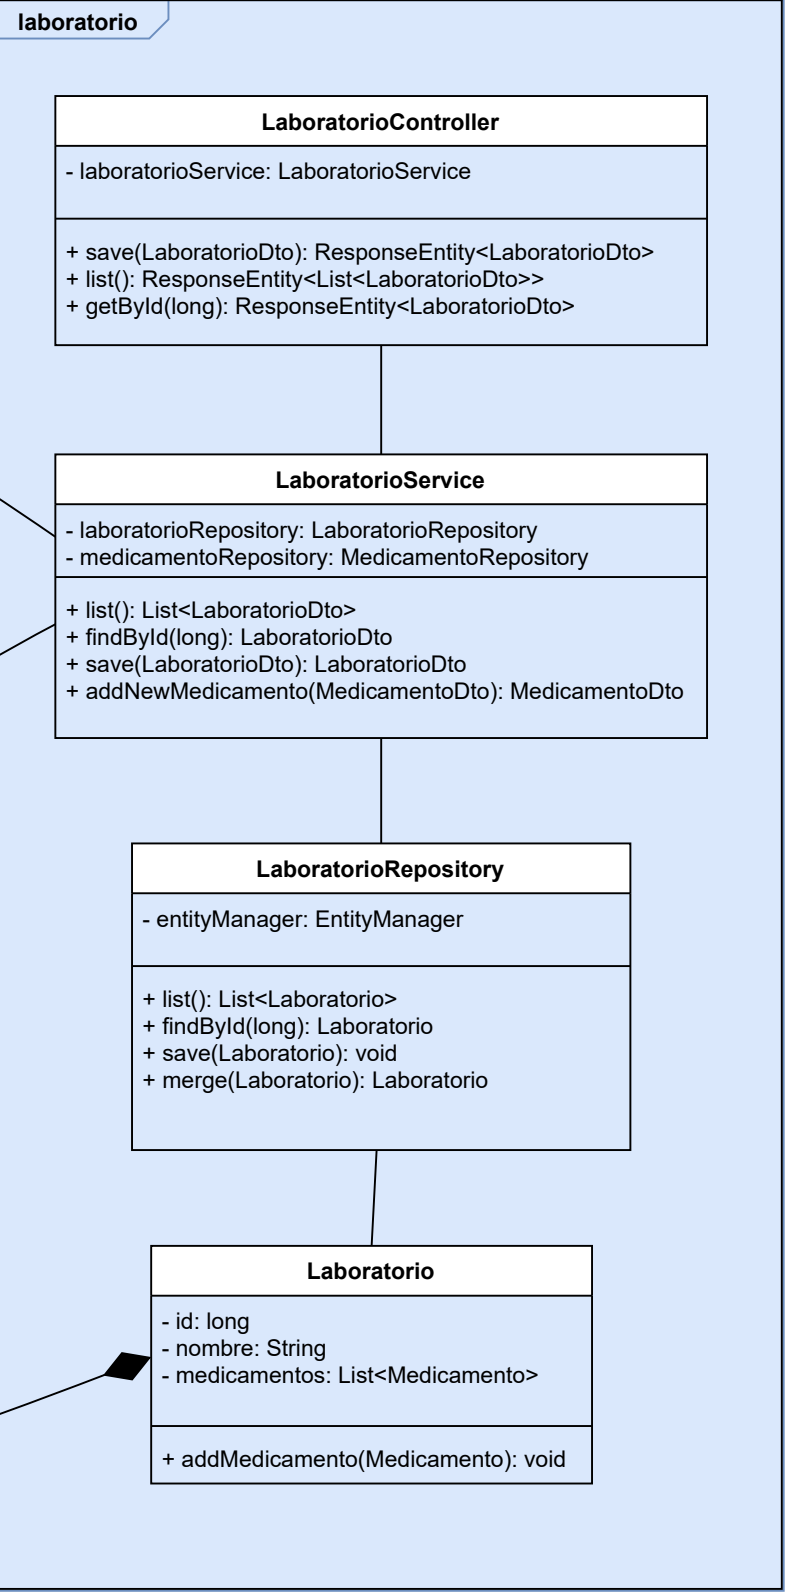 laboratorio
LaboratorioController
- laboratorioService: LaboratorioService
+ save(LaboratorioDto): ResponseEntity<LaboratorioDto>
+ list(): ResponseEntity<List<LaboratorioDto>>
+ getById(long): ResponseEntity<LaboratorioDto>
LaboratorioService
- laboratorioRepository: LaboratorioRepository
- medicamentoRepository: MedicamentoRepository
+ list(): List<LaboratorioDto>
+ findById(long): LaboratorioDto
+ save(LaboratorioDto): LaboratorioDto
+ addNewMedicamento(MedicamentoDto): MedicamentoDto
LaboratorioRepository
- entityManager: EntityManager
+ list(): List<Laboratorio>
+ findById(long): Laboratorio
+ save(Laboratorio): void
+ merge(Laboratorio): Laboratorio
Laboratorio
- id: long
- nombre: String
- medicamentos: List<Medicamento>
+ addMedicamento(Medicamento): void